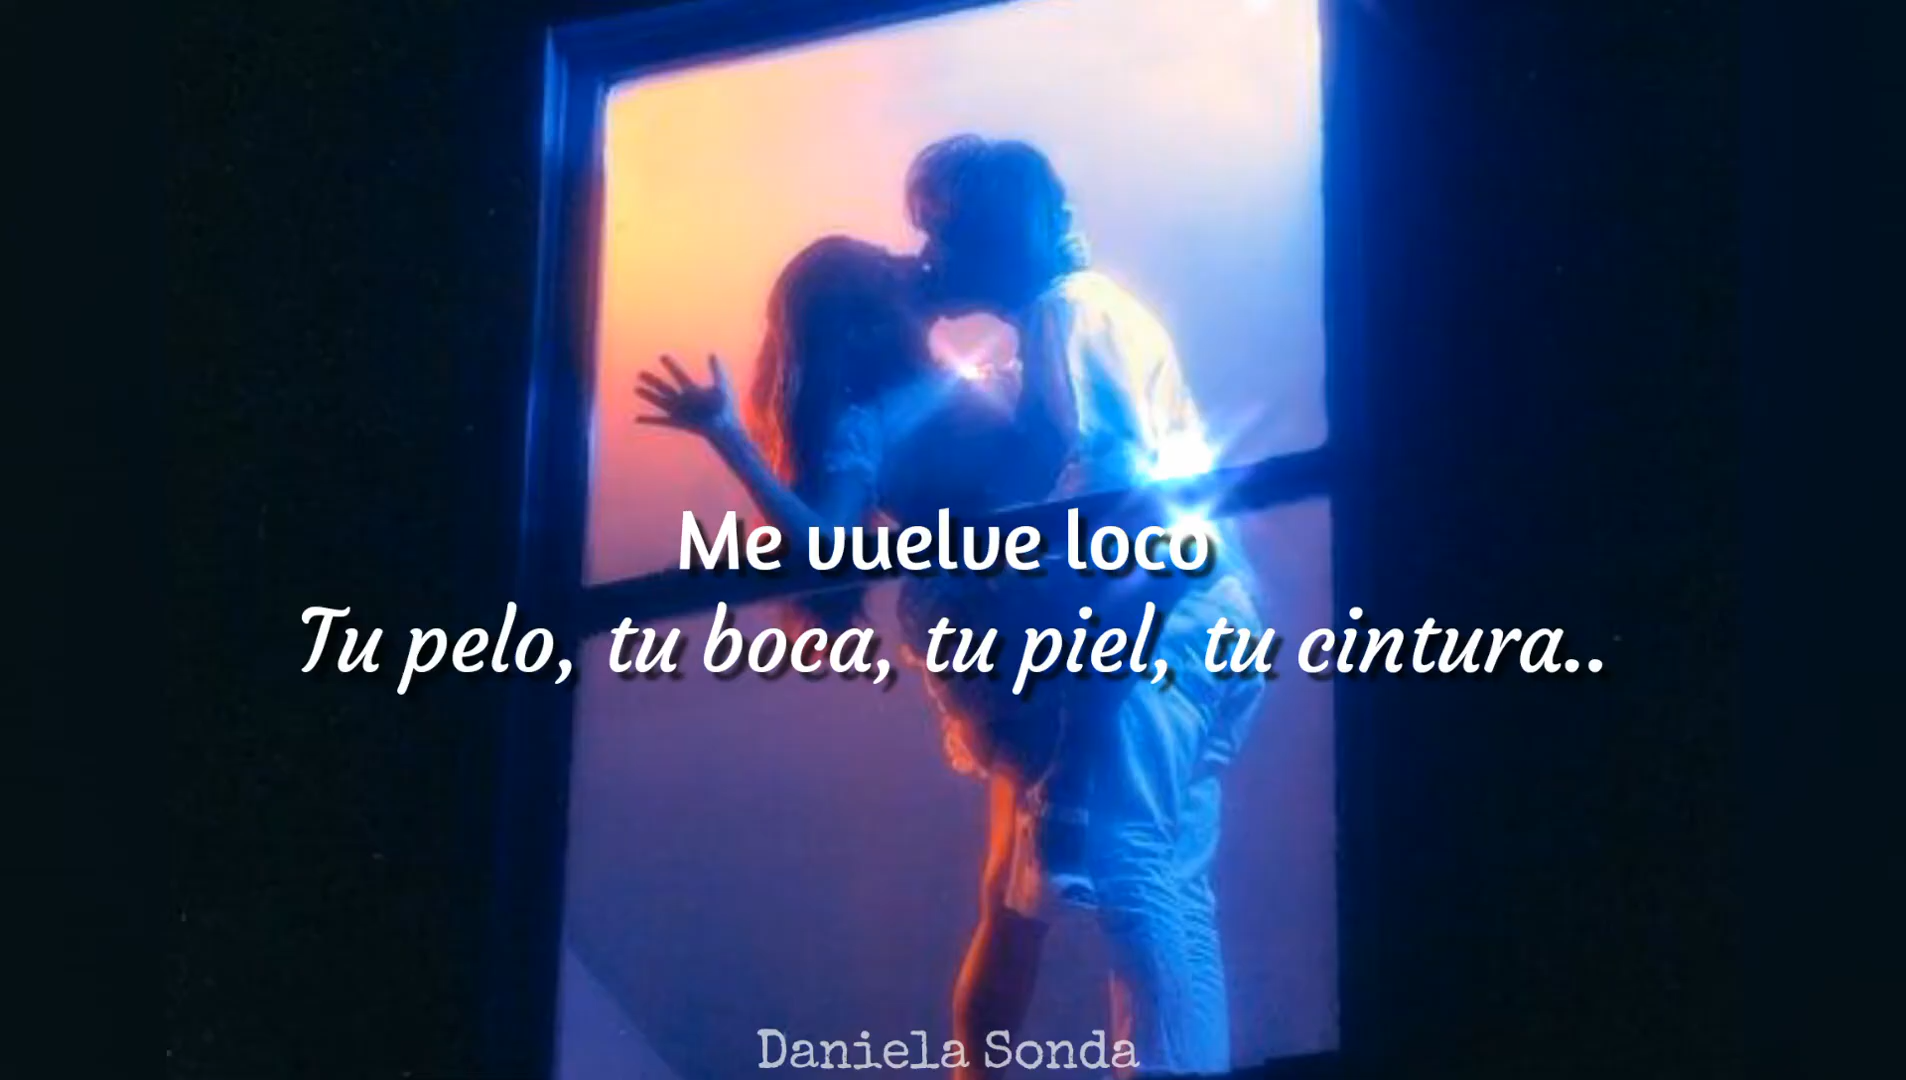 Me vuelve loco
Tu pelo, tu boca, tu piel, tu cintura..
Daniela Sonda